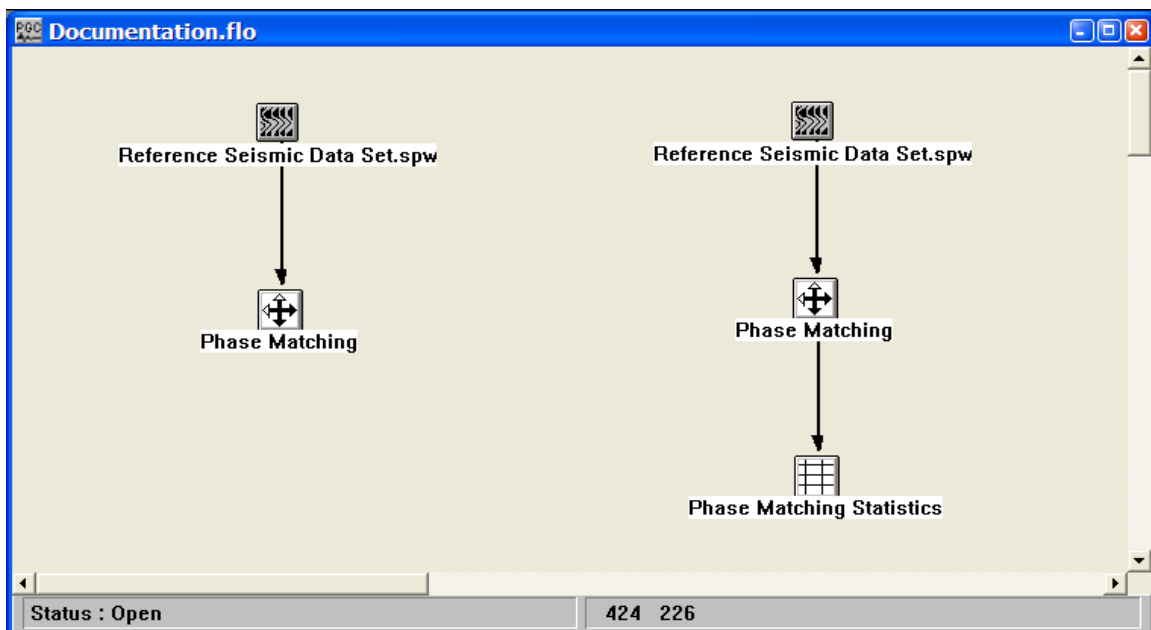 PGC
Documentation.flo
Reference Seismic Data Set.spw
Reference Seismic Data Set.spw
Phase Matching
Phase Matching
Phase Matching Statistics
Status : Open
424 226